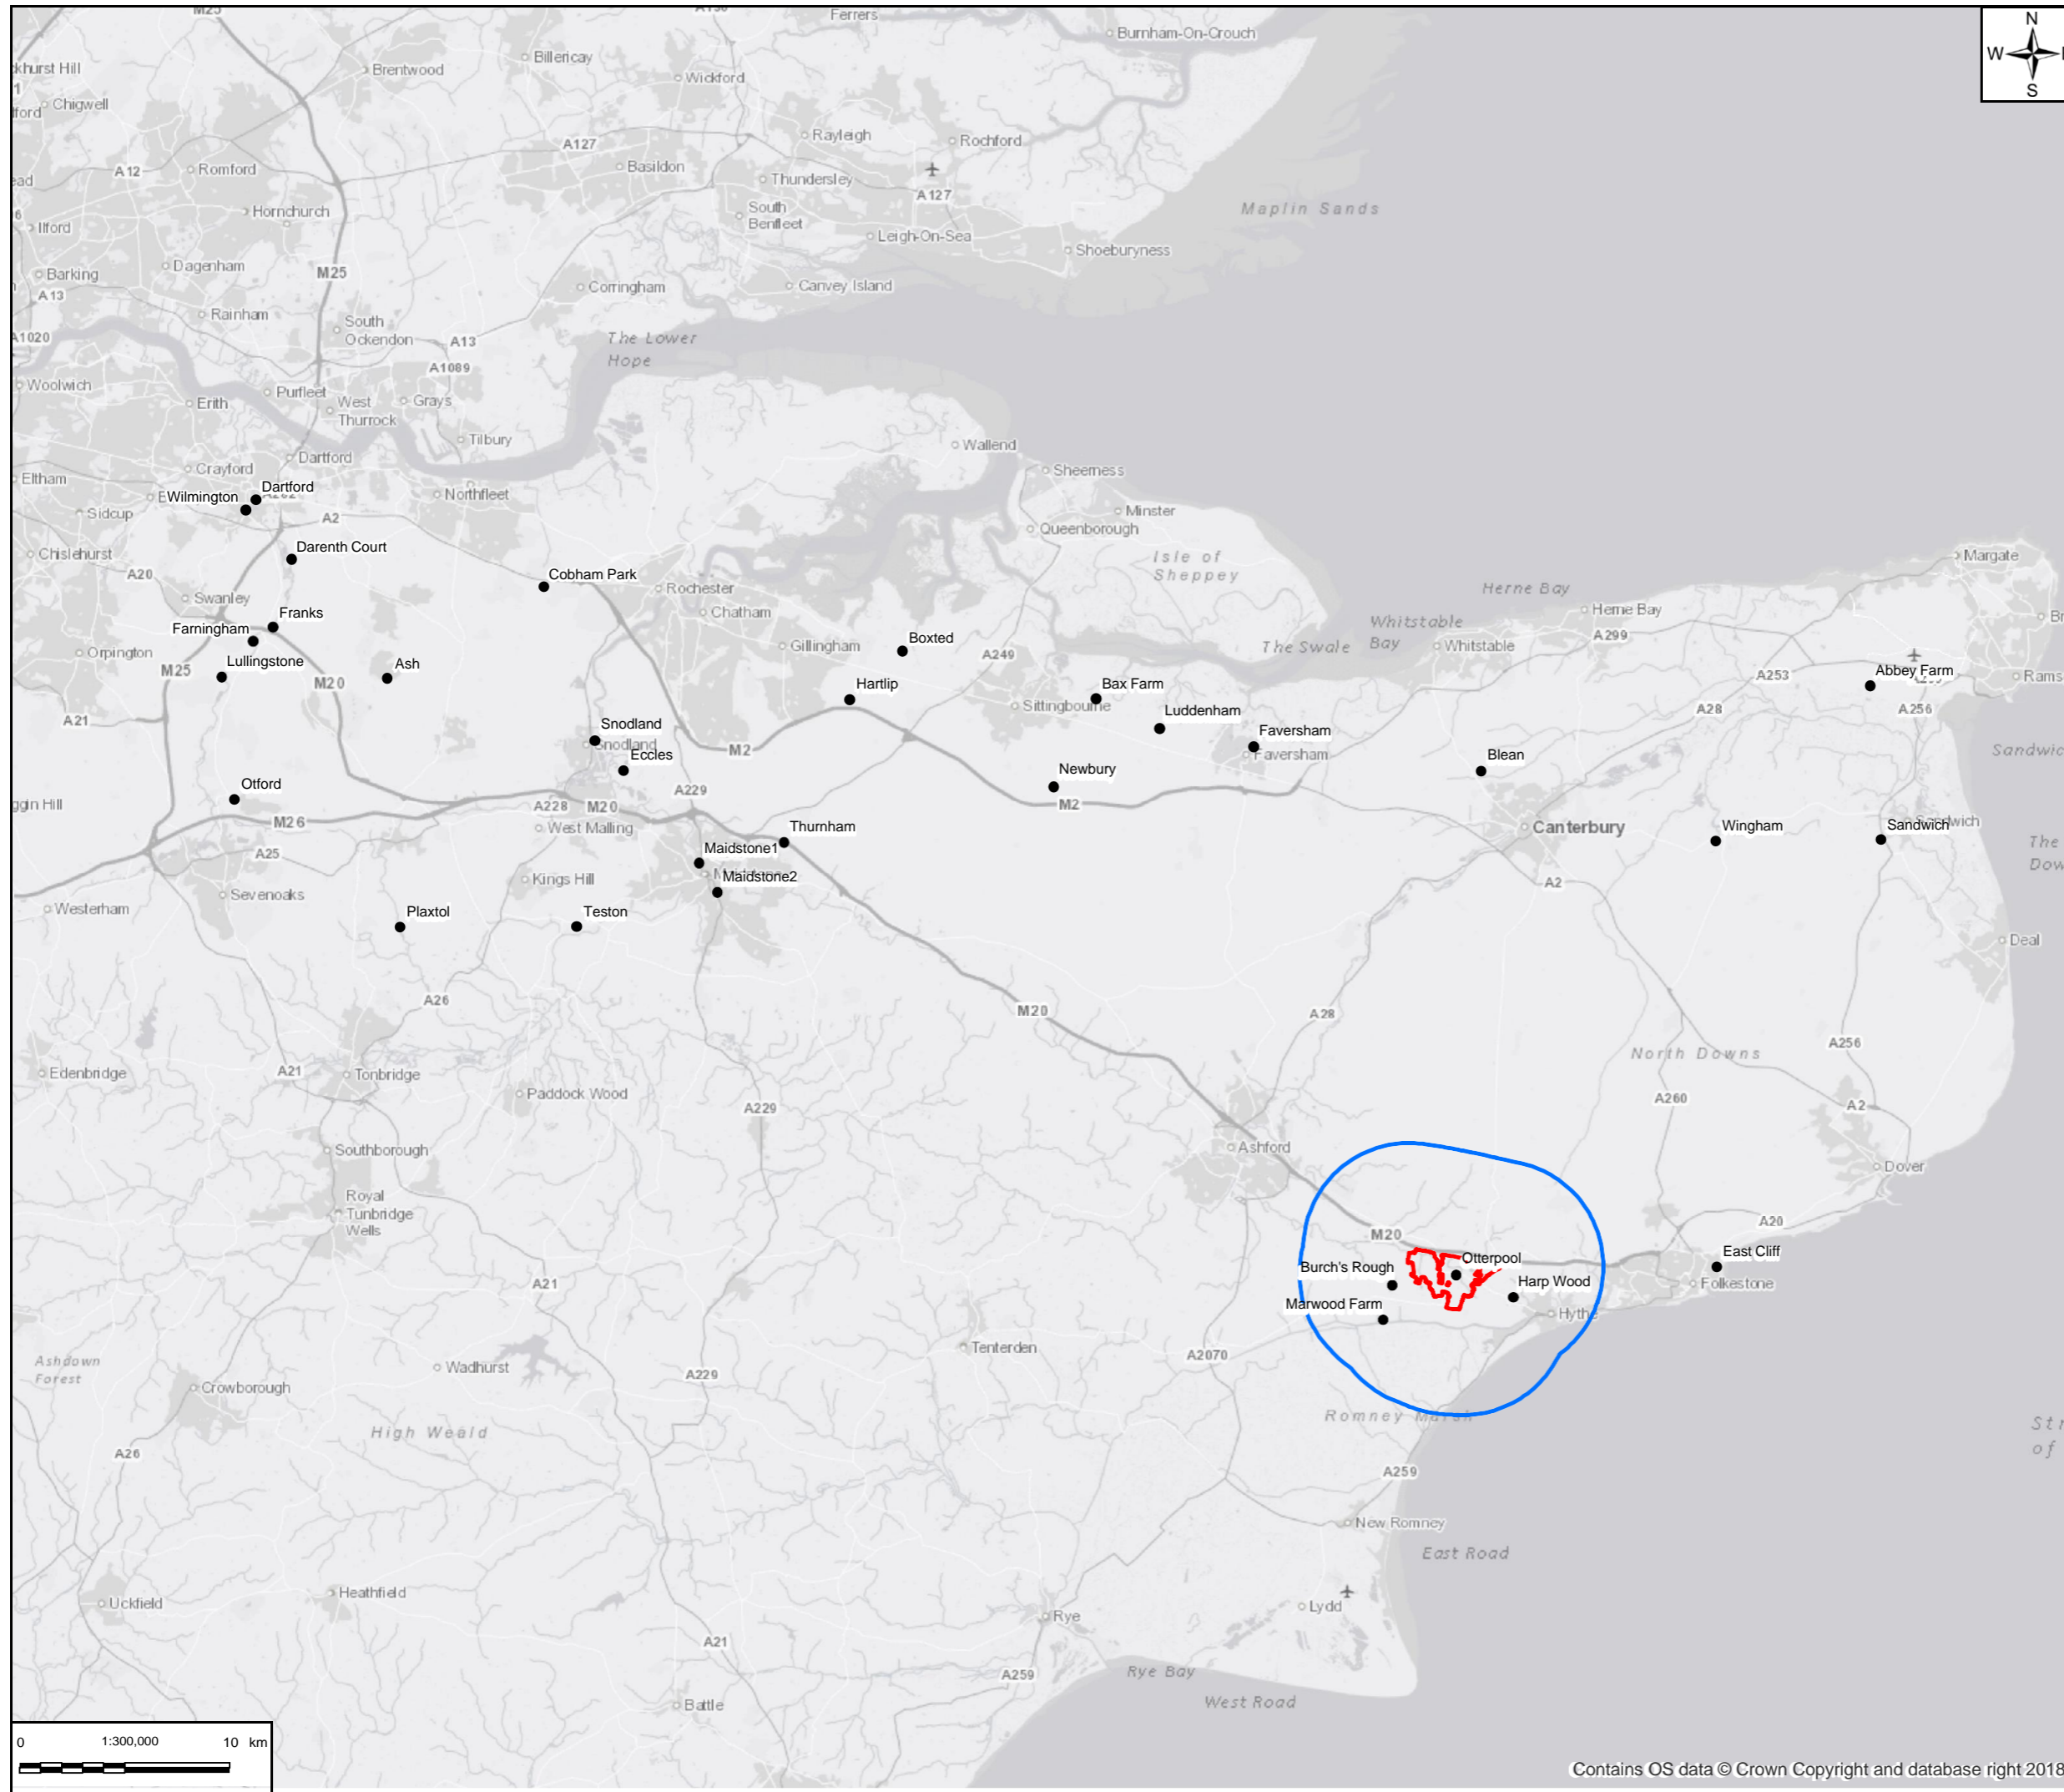 M25
Ferrers
Burnham-On-Crouch
N
W
S
Billericay
Brentwood
Wickford
Chigwell
Rayleigh
Rochford
A127
Basildon
A12
Romford
Thundersley
A127
Hornchurch
South
Benfleet
Maplin Sands
Ilford
Leigh-On-Sea
Shoeburyness
Dagenham
Barking
M25
A13
Corringham
Canvey Island
Rainham
South
Ockendon
A1020
A13
The Lower
Hope
A1089
Woolwich
Purfleet
Erith
West
Thurrock
Grays
Tilbury
Wallend
Dartford
Crayford
Sheerness
Eltham
Dartford
Wilmington
Northfleet
Sidcup
A2
Minster
Queenborough
Darenth Court
Chislehurst
A20
Isle of
Sheppey
Margate
Cobham Park
Rochester
Swanley
Franks
Chatham
Herne Bay
Herne Bay
Farningham
Whitstable
Bay
A299
Boxted
Gillingham
A249
The Swale
Whitstable
Orpington
M25
Lullingstone
Ash
M20
Hartlip
Bax Farm
A253
Abbey Farm
Sittingbourne
Luddenham
A28
A256
A21
Snodland
Snodland
M2
Faversham
Faversham
Eccles
Blean
Newbury
Otford
A229
M2
A228
M20
M26
West Malling
Thurnham
Canterbury
Wingham
Sandwich
Sandwich
A25
Maidstone1
Maidstone2
Kings Hill
A2
Sevenoaks
Westerham
Plaxtol
Teston
Deal
A26
M20
A28
North Downs
A256
Edenbridge
A21
Tonbridge
Paddock Wood
A229
A260
A2
Southborough
Ashford
Dover
Royal
Tunbridge
Wells
M20
A20
East Cliff
Otterpool
Burch's Rough
Harp Wood
Folkestone
A21
Marwood Farm
Hythe
Tenterden
A2070
Ashdown
Forest
Wadhurst
A229
Crowborough
Romney Marsh
High Weald
A26
A259
New Romney
East Road
Heathfield
Uckfield
Lydd
Rye
A21
A259
Rye Bay
West Road
Battle
0 1:300,000 10 km
Contains OS data © Crown Copyright and database right 2018